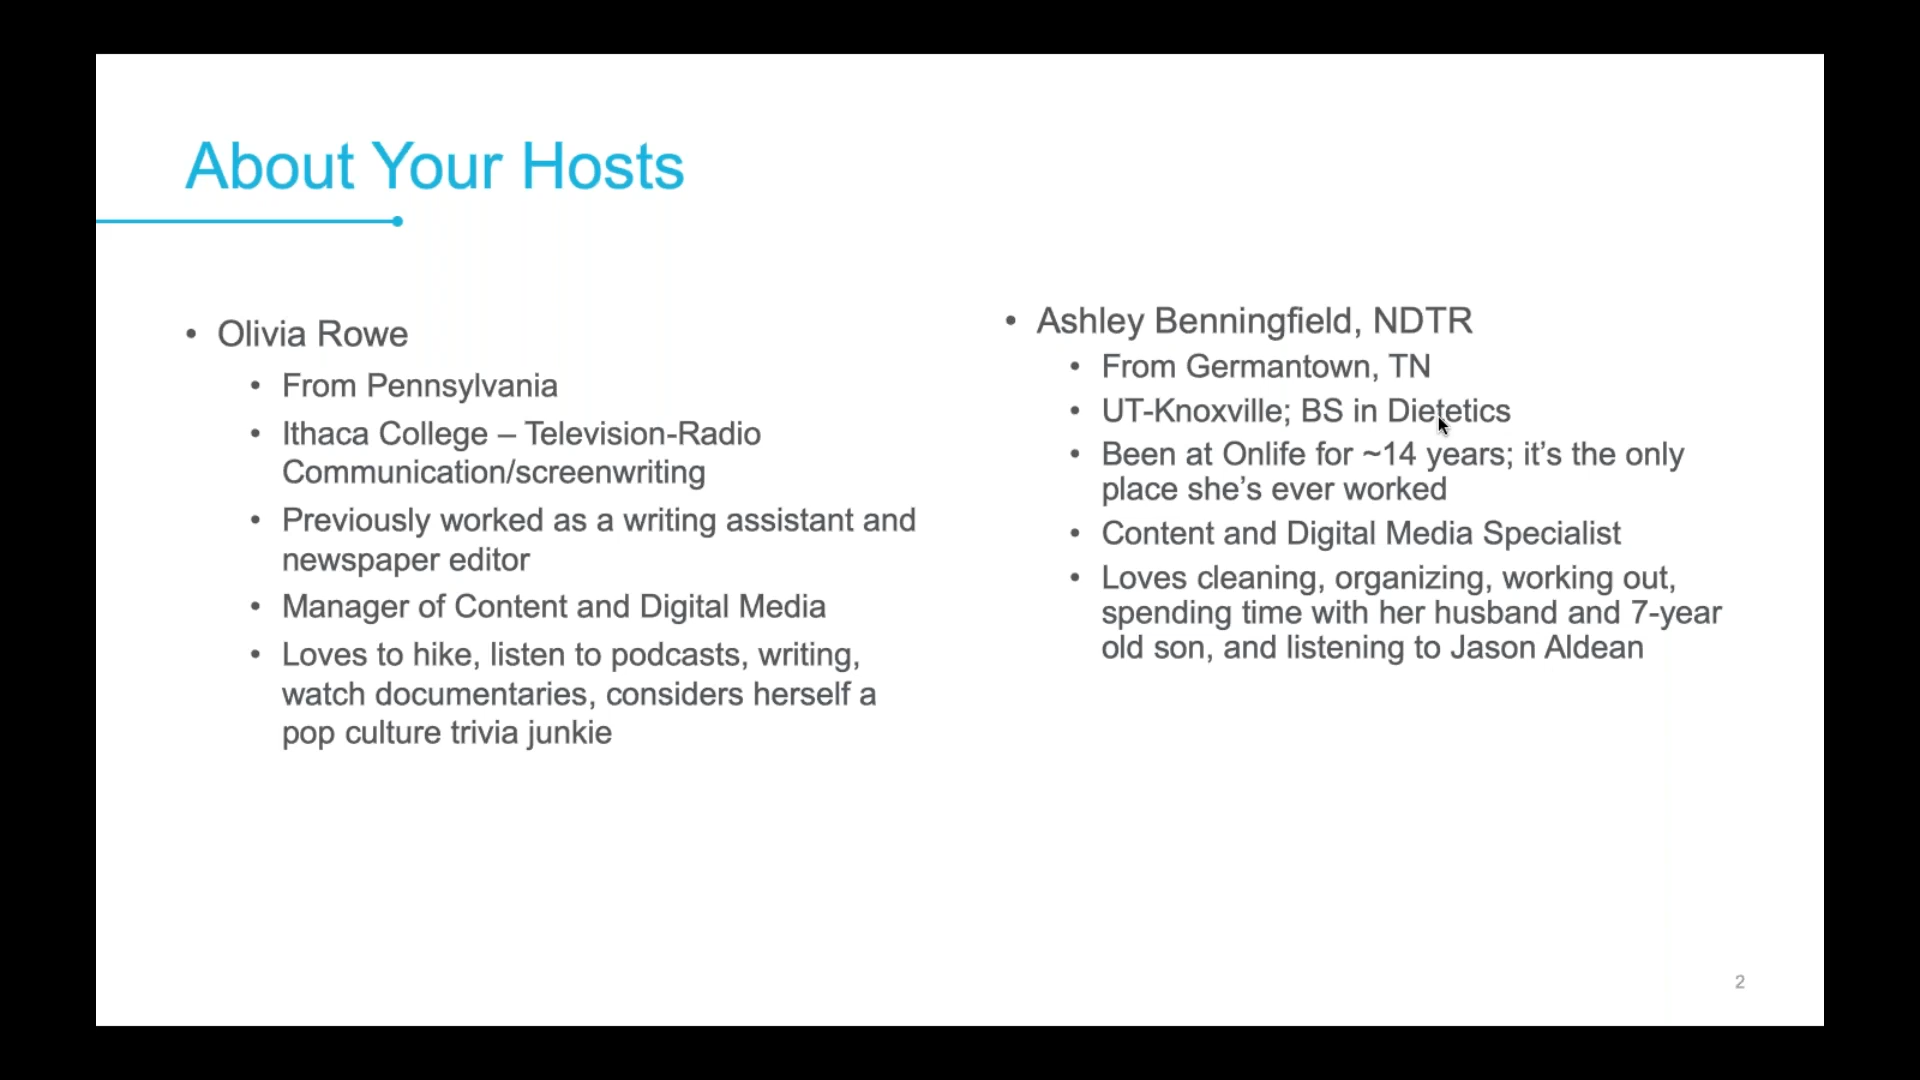 About Your Hosts
• Olivia Rowe
• From Pennsylvania
• Ithaca College – Television-Radio
Communication/screenwriting
• Previously worked as a writing assistant and
newspaper editor
• Manager of Content and Digital Media
• Loves to hike, listen to podcasts, writing,
watch documentaries, considers herself a
pop culture trivia junkie
• Ashley Benningfield, NDTR
• From Germantown, TN
• UT-Knoxville; BS in Dietetics
• Been at Onlife for ~14 years; it’s the only
place she’s ever worked
• Content and Digital Media Specialist
• Loves cleaning, organizing, working out,
spending time with her husband and 7-year
old son, and listening to Jason Aldean
2